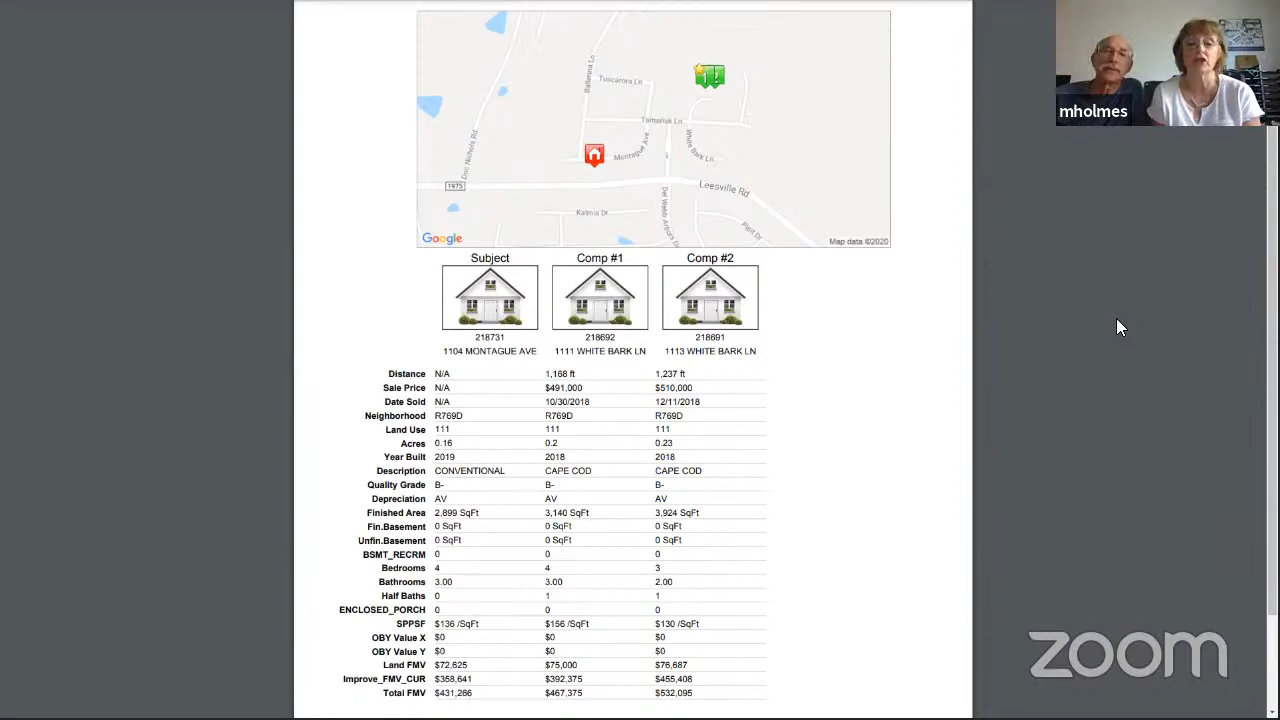 mholmes
Ballerina Ln
Tuscarora Ln
Tamarisk Ln
Doc Nichols Rd
Montague Ave
White Bark Ln
1975
Leesville Rd
Kalmia Dr
Del Webb Arbors Dr
Google
Map data ©2020
Subject Comp #1 Comp #2
218731 218692 218691
1104 MONTAGUE AVE 1111 WHITE BARK LN 1113 WHITE BARK LN
Distance N/A 1,168 ft 1,237 ft
Sale Price N/A $491,000 $510,000
Date Sold N/A 10/30/2018 12/11/2018
Neighborhood R769D R769D R769D
Land Use 111 111 111
Acres 0.16 0.2 0.23
Year Built 2019 2018 2018
Description CONVENTIONAL CAPE COD CAPE COD
Quality Grade B- B- B-
Depreciation AV AV AV
Finished Area 2,899 SqFt 3,140 SqFt 3,924 SqFt
Fin.Basement 0 SqFt 0 SqFt 0 SqFt
Unfin.Basement 0 SqFt 0 SqFt 0 SqFt
BSMT_RECRM 0 0 0
Bedrooms 4 4 3
Bathrooms 3.00 3.00 2.00
Half Baths 0 1 1
ENCLOSED_PORCH 0 0 0
SPPSF $136 /SqFt $156 /SqFt $130 /SqFt
OBY Value X $0 $0 $0
OBY Value Y $0 $0 $0
Land FMV $72,625 $75,000 $76,687
Improve_FMV_CUR $358,641 $392,375 $455,408
Total FMV $431,266 $467,375 $532,095
zoom